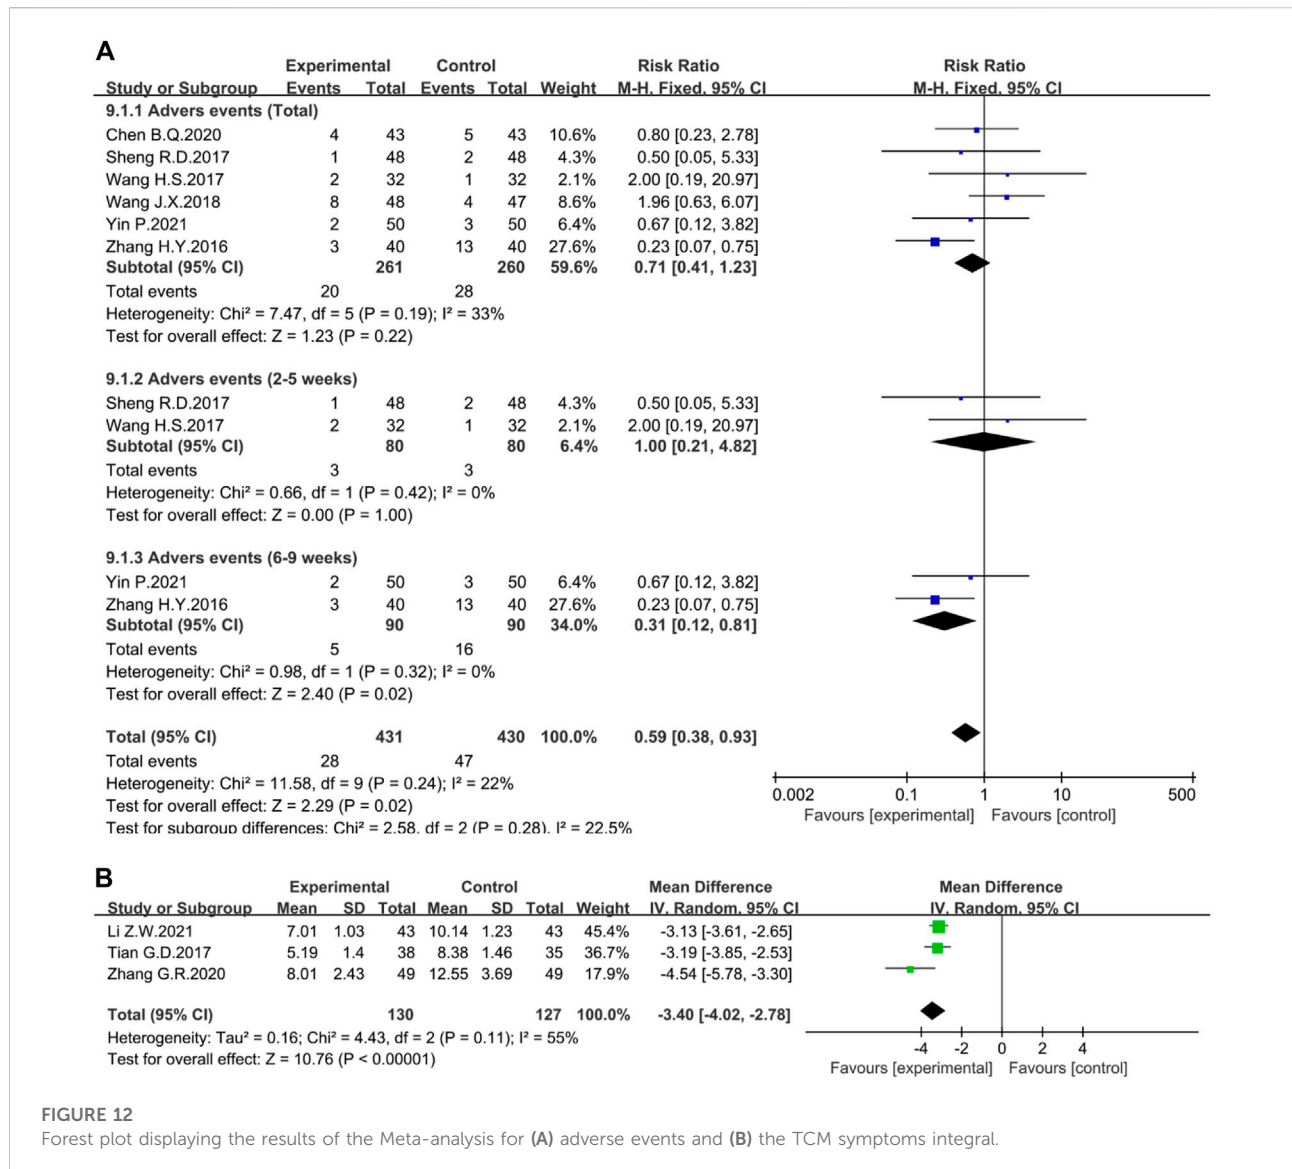 A
Experimental Control Risk Ratio Risk Ratio
Study or Subgroup Events Total Events Total Weight M-H. Fixed. 95% CI M-H. Fixed. 95% CI
9.1.1 Advers events (Total)
Chen B.Q.2020 4 43 5 43 10.6% 0.80 [0.23, 2.78]
Sheng R.D.2017 1 48 2 48 4.3% 0.50 [0.05, 5.33]
Wang H.S.2017 2 32 1 32 2.1% 2.00 [0.19, 20.97]
Wang J.X.2018 8 48 4 47 8.6% 1.96 [0.63, 6.07]
Yin P.2021 2 50 3 50 6.4% 0.67 [0.12, 3.82]
Zhang H.Y.2016 3 40 13 40 27.6% 0.23 [0.07, 0.75]
Subtotal (95% CI) 261 260 59.6% 0.71 [0.41, 1.23]
Total events 20 28
Heterogeneity: Chi² = 7.47, df = 5 (P = 0.19); I² = 33%
Test for overall effect: Z = 1.23 (P = 0.22)
9.1.2 Advers events (2-5 weeks)
Sheng R.D.2017 1 48 2 48 4.3% 0.50 [0.05, 5.33]
Wang H.S.2017 2 32 1 32 2.1% 2.00 [0.19, 20.97]
Subtotal (95% CI) 80 80 6.4% 1.00 [0.21, 4.82]
Total events 3 3
Heterogeneity: Chi² = 0.66, df = 1 (P = 0.42); I² = 0%
Test for overall effect: Z = 0.00 (P = 1.00)
9.1.3 Advers events (6-9 weeks)
Yin P.2021 2 50 3 50 6.4% 0.67 [0.12, 3.82]
Zhang H.Y.2016 3 40 13 40 27.6% 0.23 [0.07, 0.75]
Subtotal (95% CI) 90 90 34.0% 0.31 [0.12, 0.81]
Total events 5 16
Heterogeneity: Chi² = 0.98, df = 1 (P = 0.32); I² = 0%
Test for overall effect: Z = 2.40 (P = 0.02)
Total (95% CI) 431 430 100.0% 0.59 [0.38, 0.93]
Total events 28 47
Heterogeneity: Chi² = 11.58, df = 9 (P = 0.24); I² = 22%
Test for overall effect: Z = 2.29 (P = 0.02)
Test for subgroup differences: Chi² = 2.58. df = 2 (P = 0.28). I² = 22.5%
0.002 0.1 1 10 500
Favours [experimental] Favours [control]
B
Experimental Control Mean Difference Mean Difference
Study or Subgroup Mean SD Total Mean SD Total Weight IV. Random. 95% CI IV. Random. 95% CI
Li Z.W.2021 7.01 1.03 43 10.14 1.23 43 45.4% -3.13 [-3.61, -2.65]
Tian G.D.2017 5.19 1.4 38 8.38 1.46 35 36.7% -3.19 [-3.85, -2.53]
Zhang G.R.2020 8.01 2.43 49 12.55 3.69 49 17.9% -4.54 [-5.78, -3.30]
Total (95% CI) 130 127 100.0% -3.40 [-4.02, -2.78]
Heterogeneity: Tau² = 0.16; Chi² = 4.43, df = 2 (P = 0.11); I² = 55%
Test for overall effect: Z = 10.76 (P < 0.00001)
-4 -2 0 2 4
Favours [experimental] Favours [control]
FIGURE 12
Forest plot displaying the results of the Meta-analysis for (A) adverse events and (B) the TCM symptoms integral.